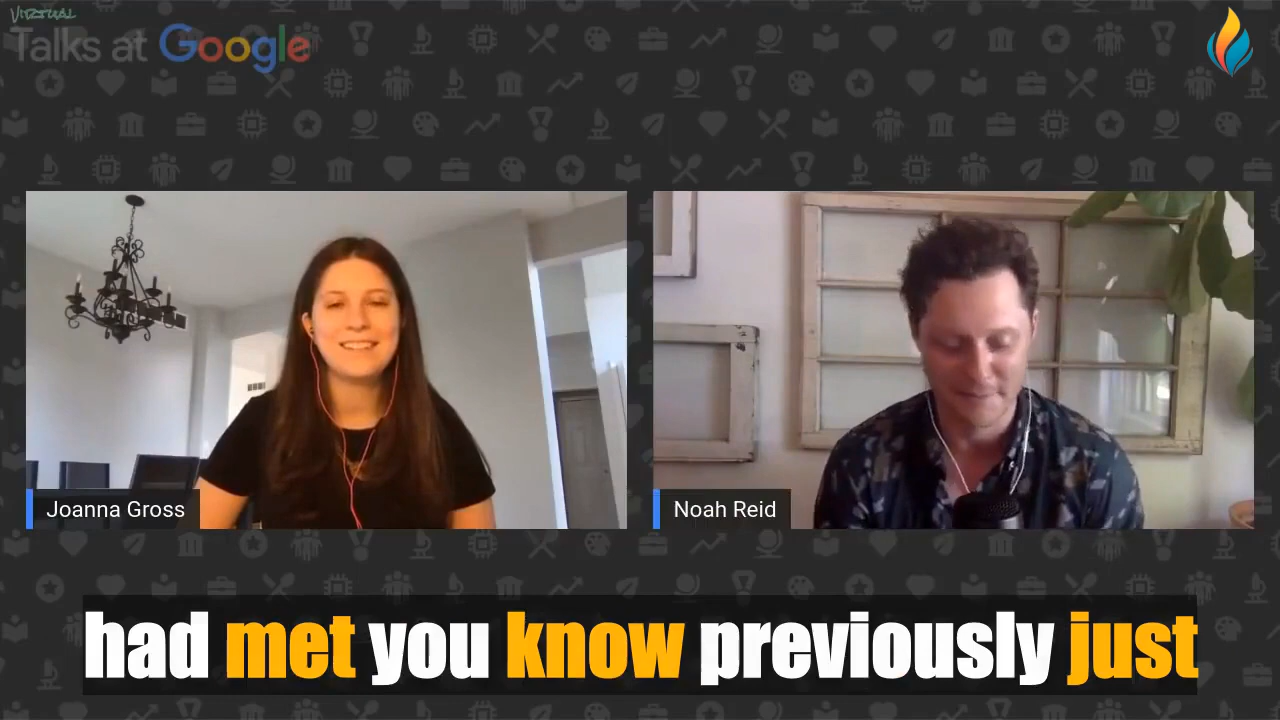 VIRTUAL
Talks at Google
Joanna Gross
Noah Reid
had met you know previously just